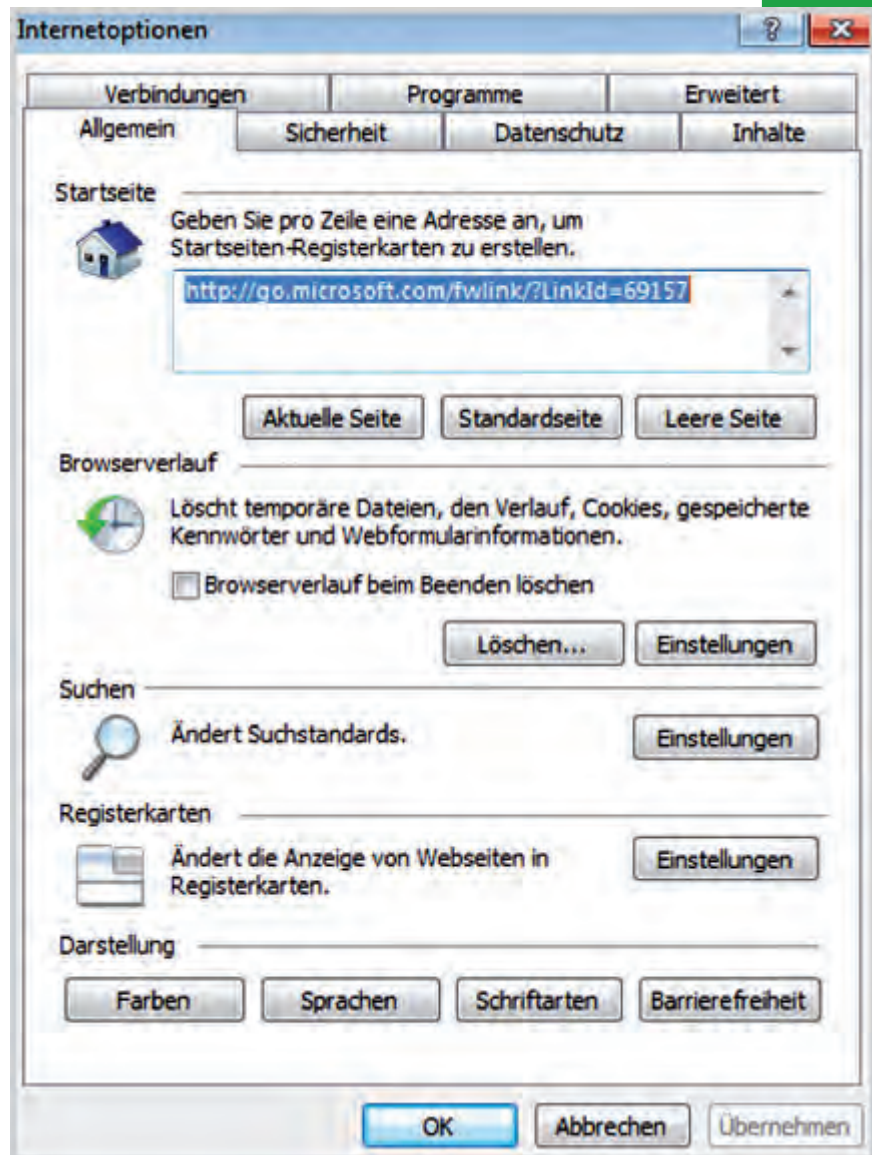 Internetoptionen
Verbindungen Programme Erweitert
Allgemein Sicherheit Datenschutz Inhalte
Startseite
Geben Sie pro Zeile eine Adresse an, um
Startseiten-Registerkarten zu erstellen.
http://go.microsoft.com/fwlink/?LinkId=69157
Aktuelle Seite Standardseite Leere Seite
Browserverlauf
Löscht temporäre Dateien, den Verlauf, Cookies, gespeicherte
Kennwörter und Webformularinformationen.
Browserverlauf beim Beenden löschen
Löschen... Einstellungen
Suchen
Ändert Suchstandards.
Einstellungen
Registerkarten
Ändert die Anzeige von Webseiten in
Registerkarten.
Einstellungen
Darstellung
Farben Sprachen Schriftarten Barrierefreiheit
OK Abbrechen Übernehmen